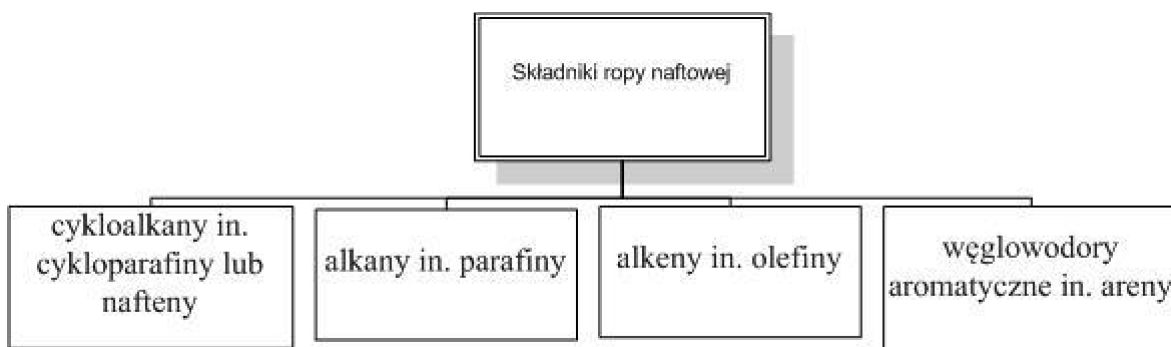 Składniki ropy naftowej
cykloalkany in.
cykloparafiny lub
nafteny
alkany in. parafiny
alkeny in. olefiny
węglowodory
aromatyczne in. areny